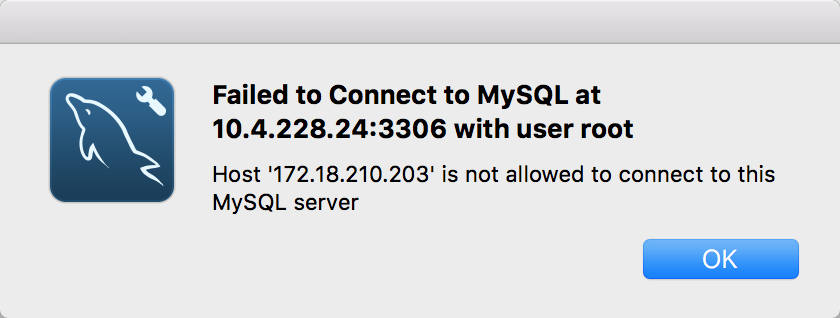 Failed to Connect to MySQL at
10.4.228.24:3306 with user root
Host '172.18.210.203' is not allowed to connect to this
MySQL server
OK